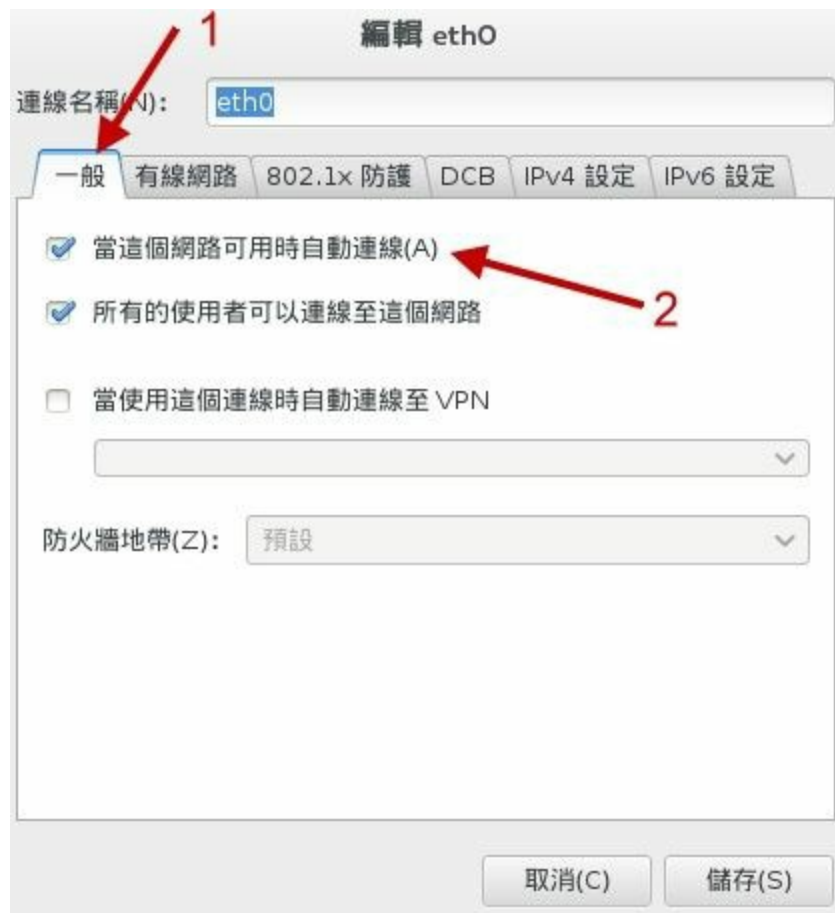 1
編輯 eth0
連線名稱(N): eth0
一般 有線網路 802.1x 防護 DCB IPv4 設定 IPv6 設定
當這個網路可用時自動連線(A)
2
所有的使用者可以連線至這個網路
當使用這個連線時自動連線至 VPN
防火牆地帶(Z): 預設
取消(C) 儲存(S)